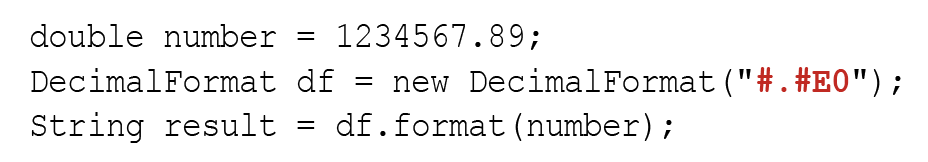 double number = 1234567.89;
DecimalFormat df = new DecimalFormat("#.#E0");
String result = df.format(number);